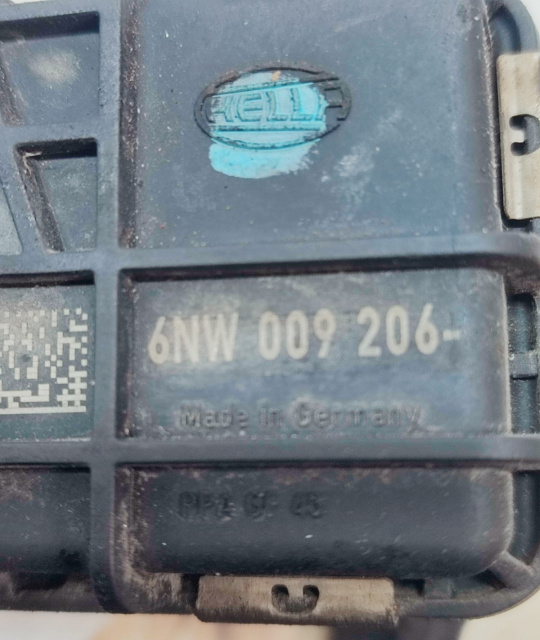 HELLA
6NW 009 206-
Made in Germany